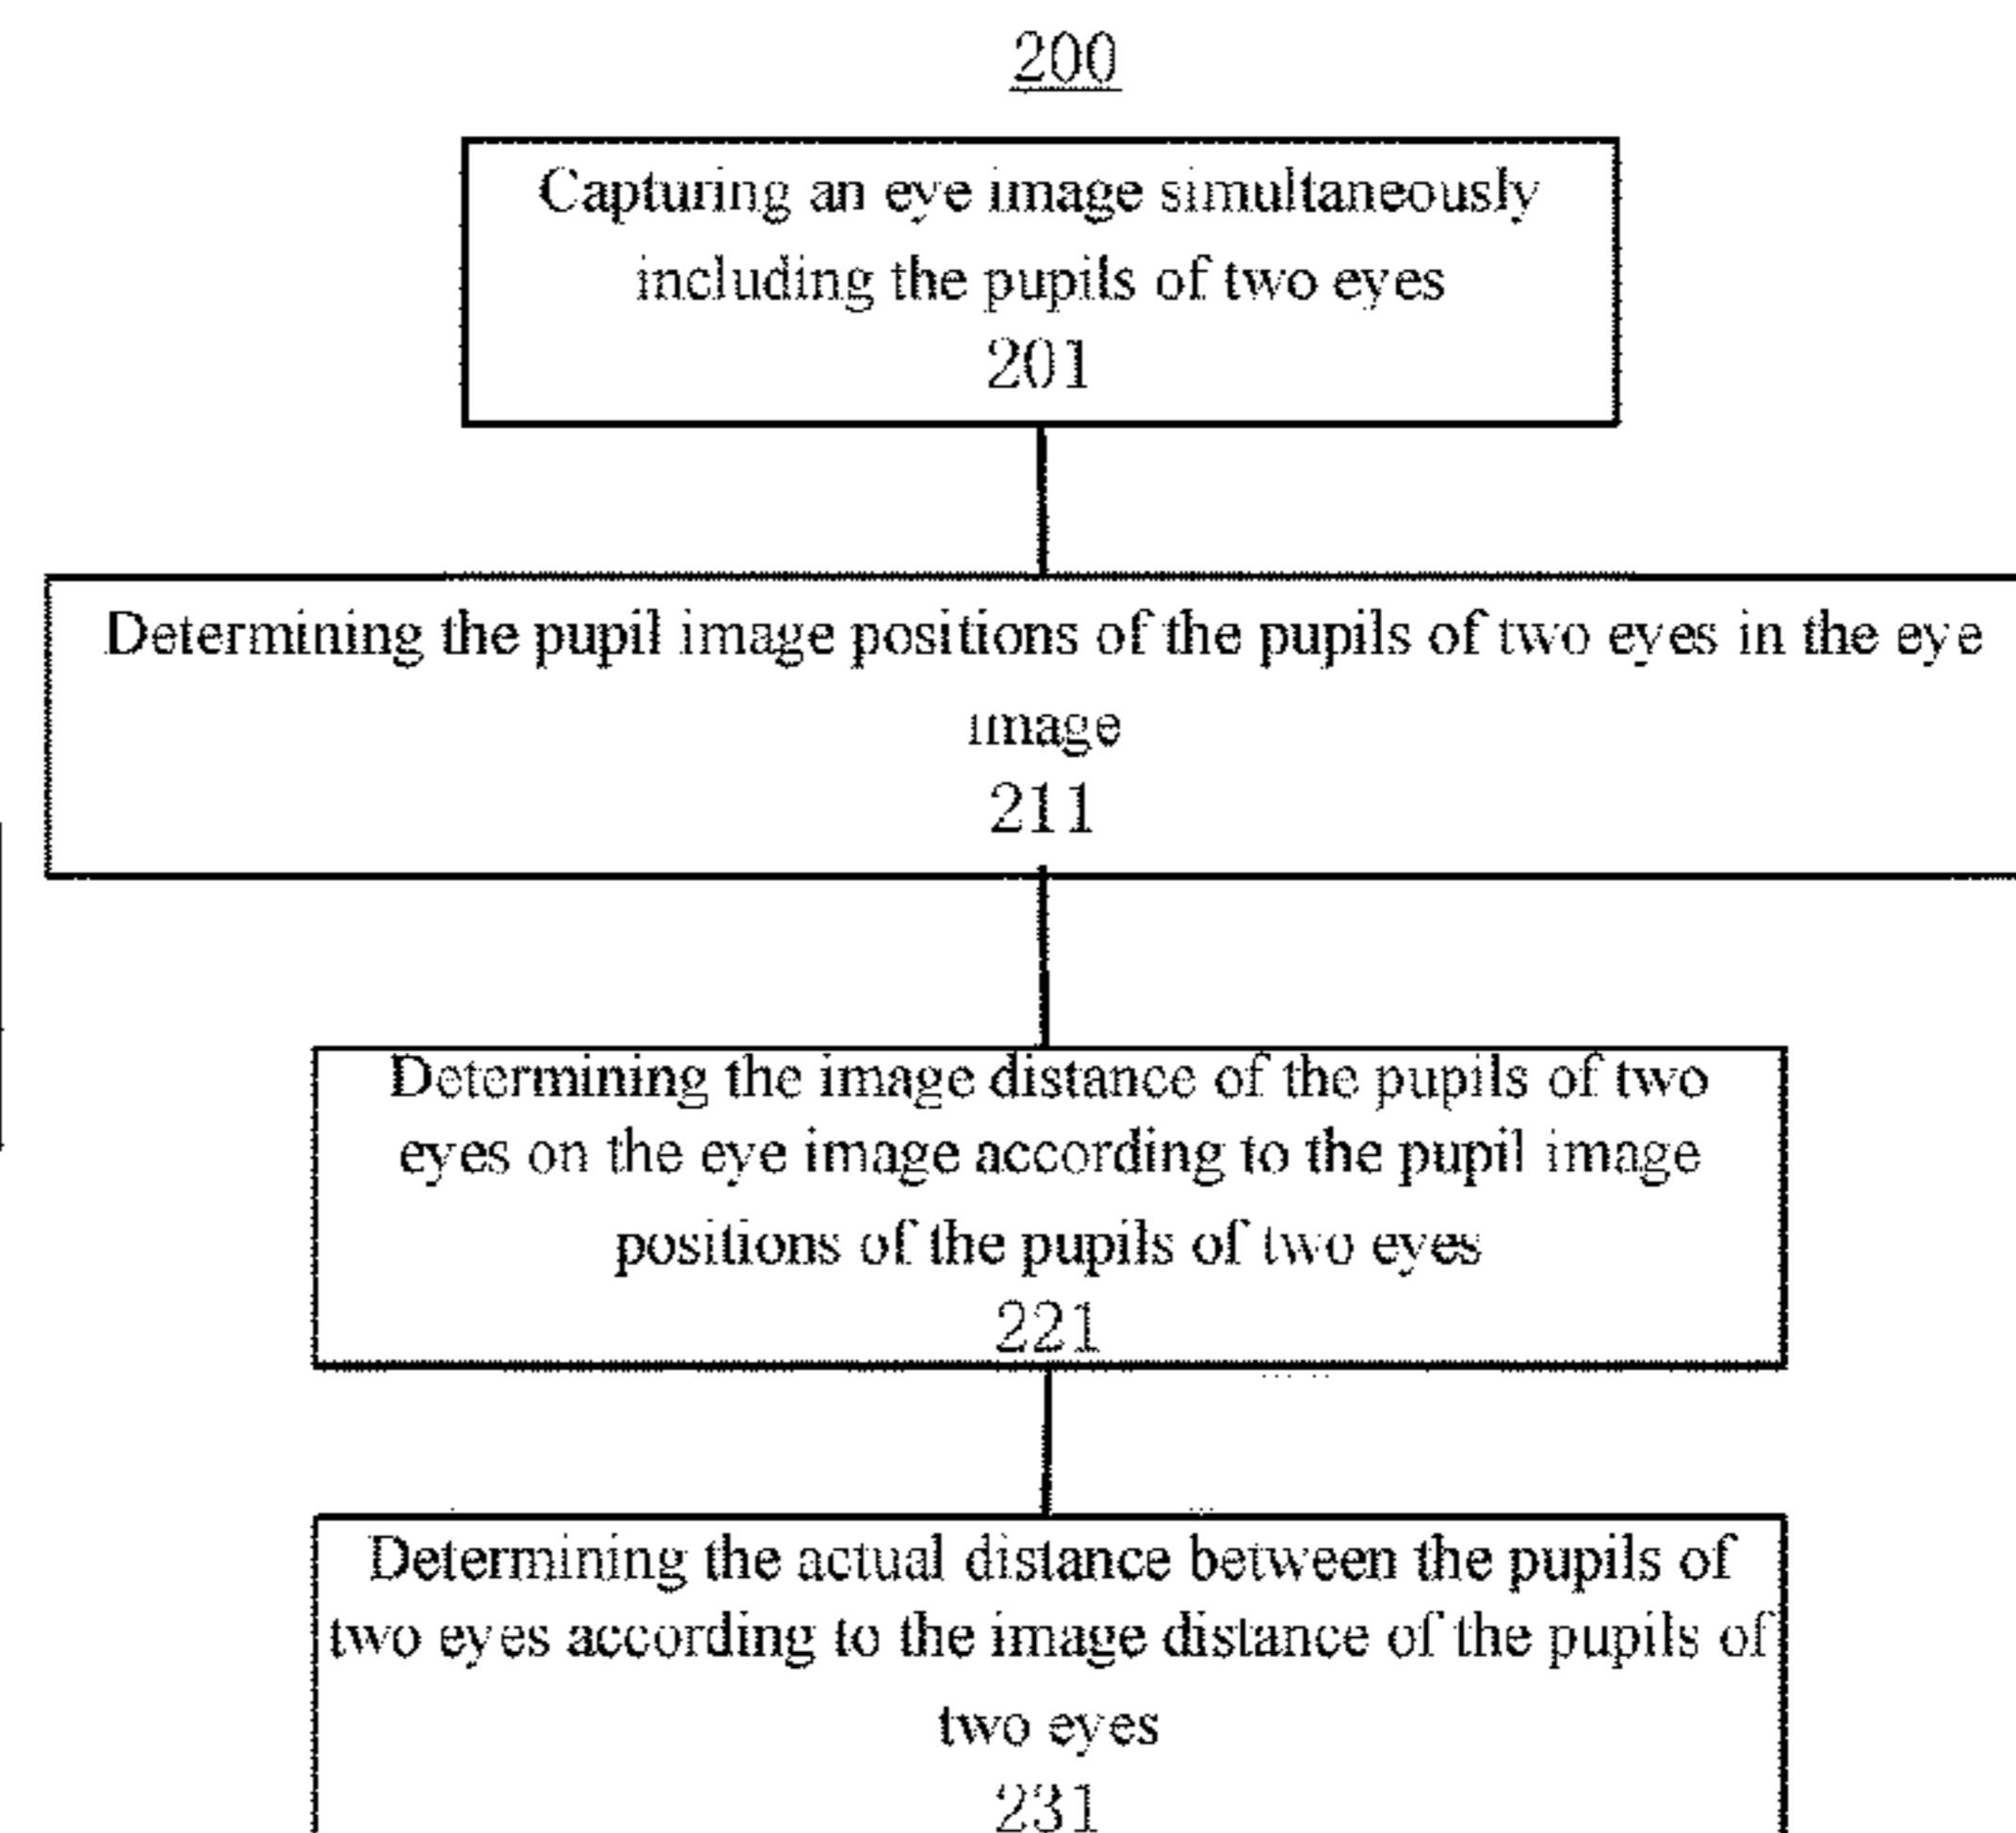 200
Capturing an eye image simultaneously
including the pupils of two eyes
201
Determining the pupil image positions of the pupils of two eyes in the eye
image
211
Determining the image distance of the pupils of two
eyes on the eye image according to the pupil image
positions of the pupils of two eyes
221
Determining the actual distance between the pupils of
two eyes according to the image distance of the pupils of
two eyes
231